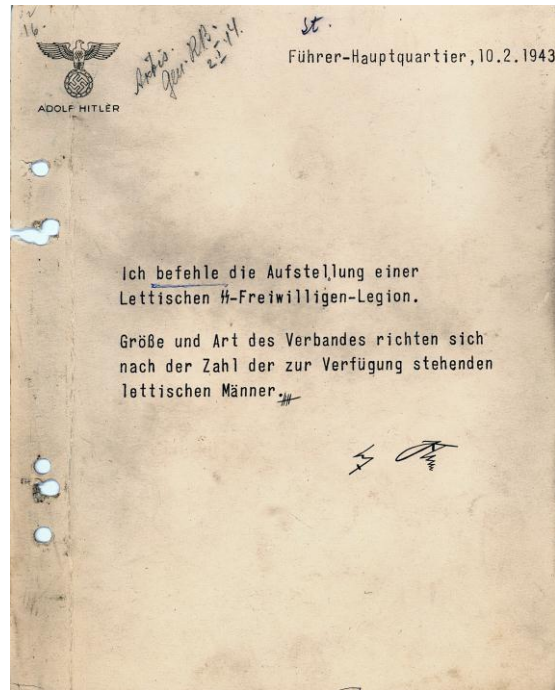 16.
St.
Führer-Hauptquartier, 10.2.1943
ADOLF HITLER
Ich befehle die Aufstellung einer
Lettischen ᛋᛋ-Freiwilligen-Legion.
Größe und Art des Verbandes richten sich
nach der Zahl der zur Verfügung stehenden
lettischen Männer.